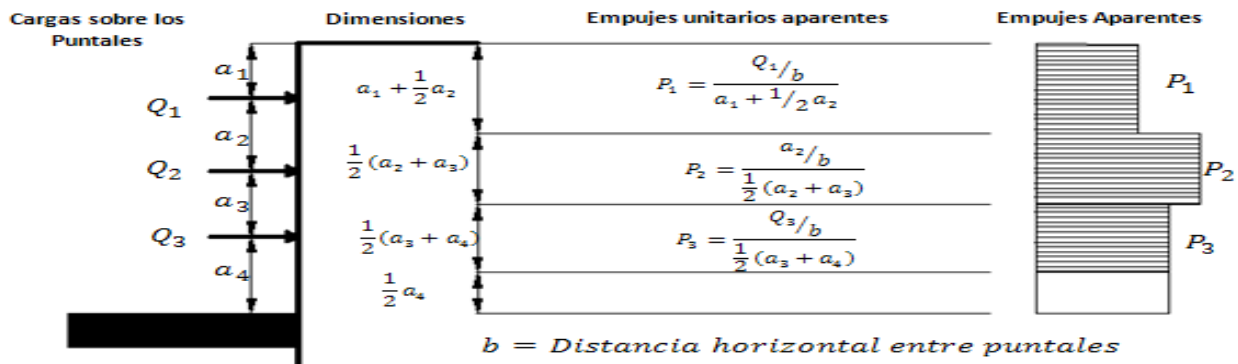 Cargas sobre los Puntales
Dimensiones
Empujes unitarios aparentes
Empujes Aparentes
a₁
Q₁
a₂
Q₂
a₃
Q₃
a₄
a₁ + 1/2 a₂
1/2 (a₂ + a₃)
1/2 (a₃ + a₄)
1/2 a₄
P₁ = (Q₁/b) / (a₁ + 1/2 a₂)
P₂ = (a₂/b) / (1/2 (a₂ + a₃))
P₃ = (Q₃/b) / (1/2 (a₃ + a₄))
P₁
P₂
P₃
b = Distancia horizontal entre puntales